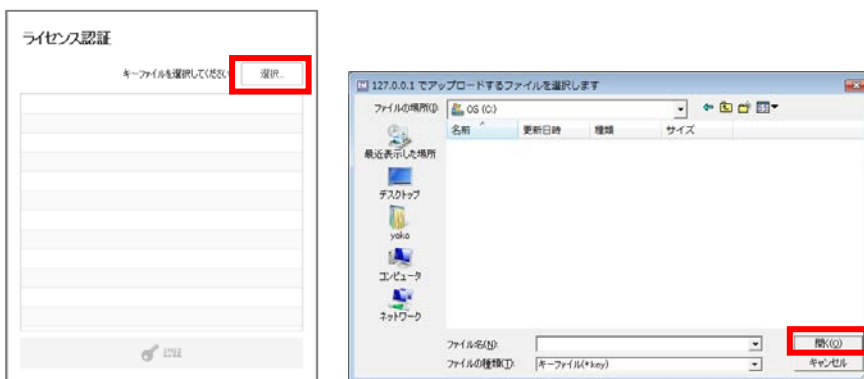 ライセンス認証
キーファイルを選択してください
選択...
認証
127.0.0.1 でアップロードするファイルを選択します
ファイルの場所(I):
OS (C:)
名前
更新日時
種類
サイズ
最近表示した場所
デスクトップ
yoko
コンピュータ
ネットワーク
ファイル名(N):
開く(O)
ファイルの種類(T):
キーファイル(*.key)
キャンセル